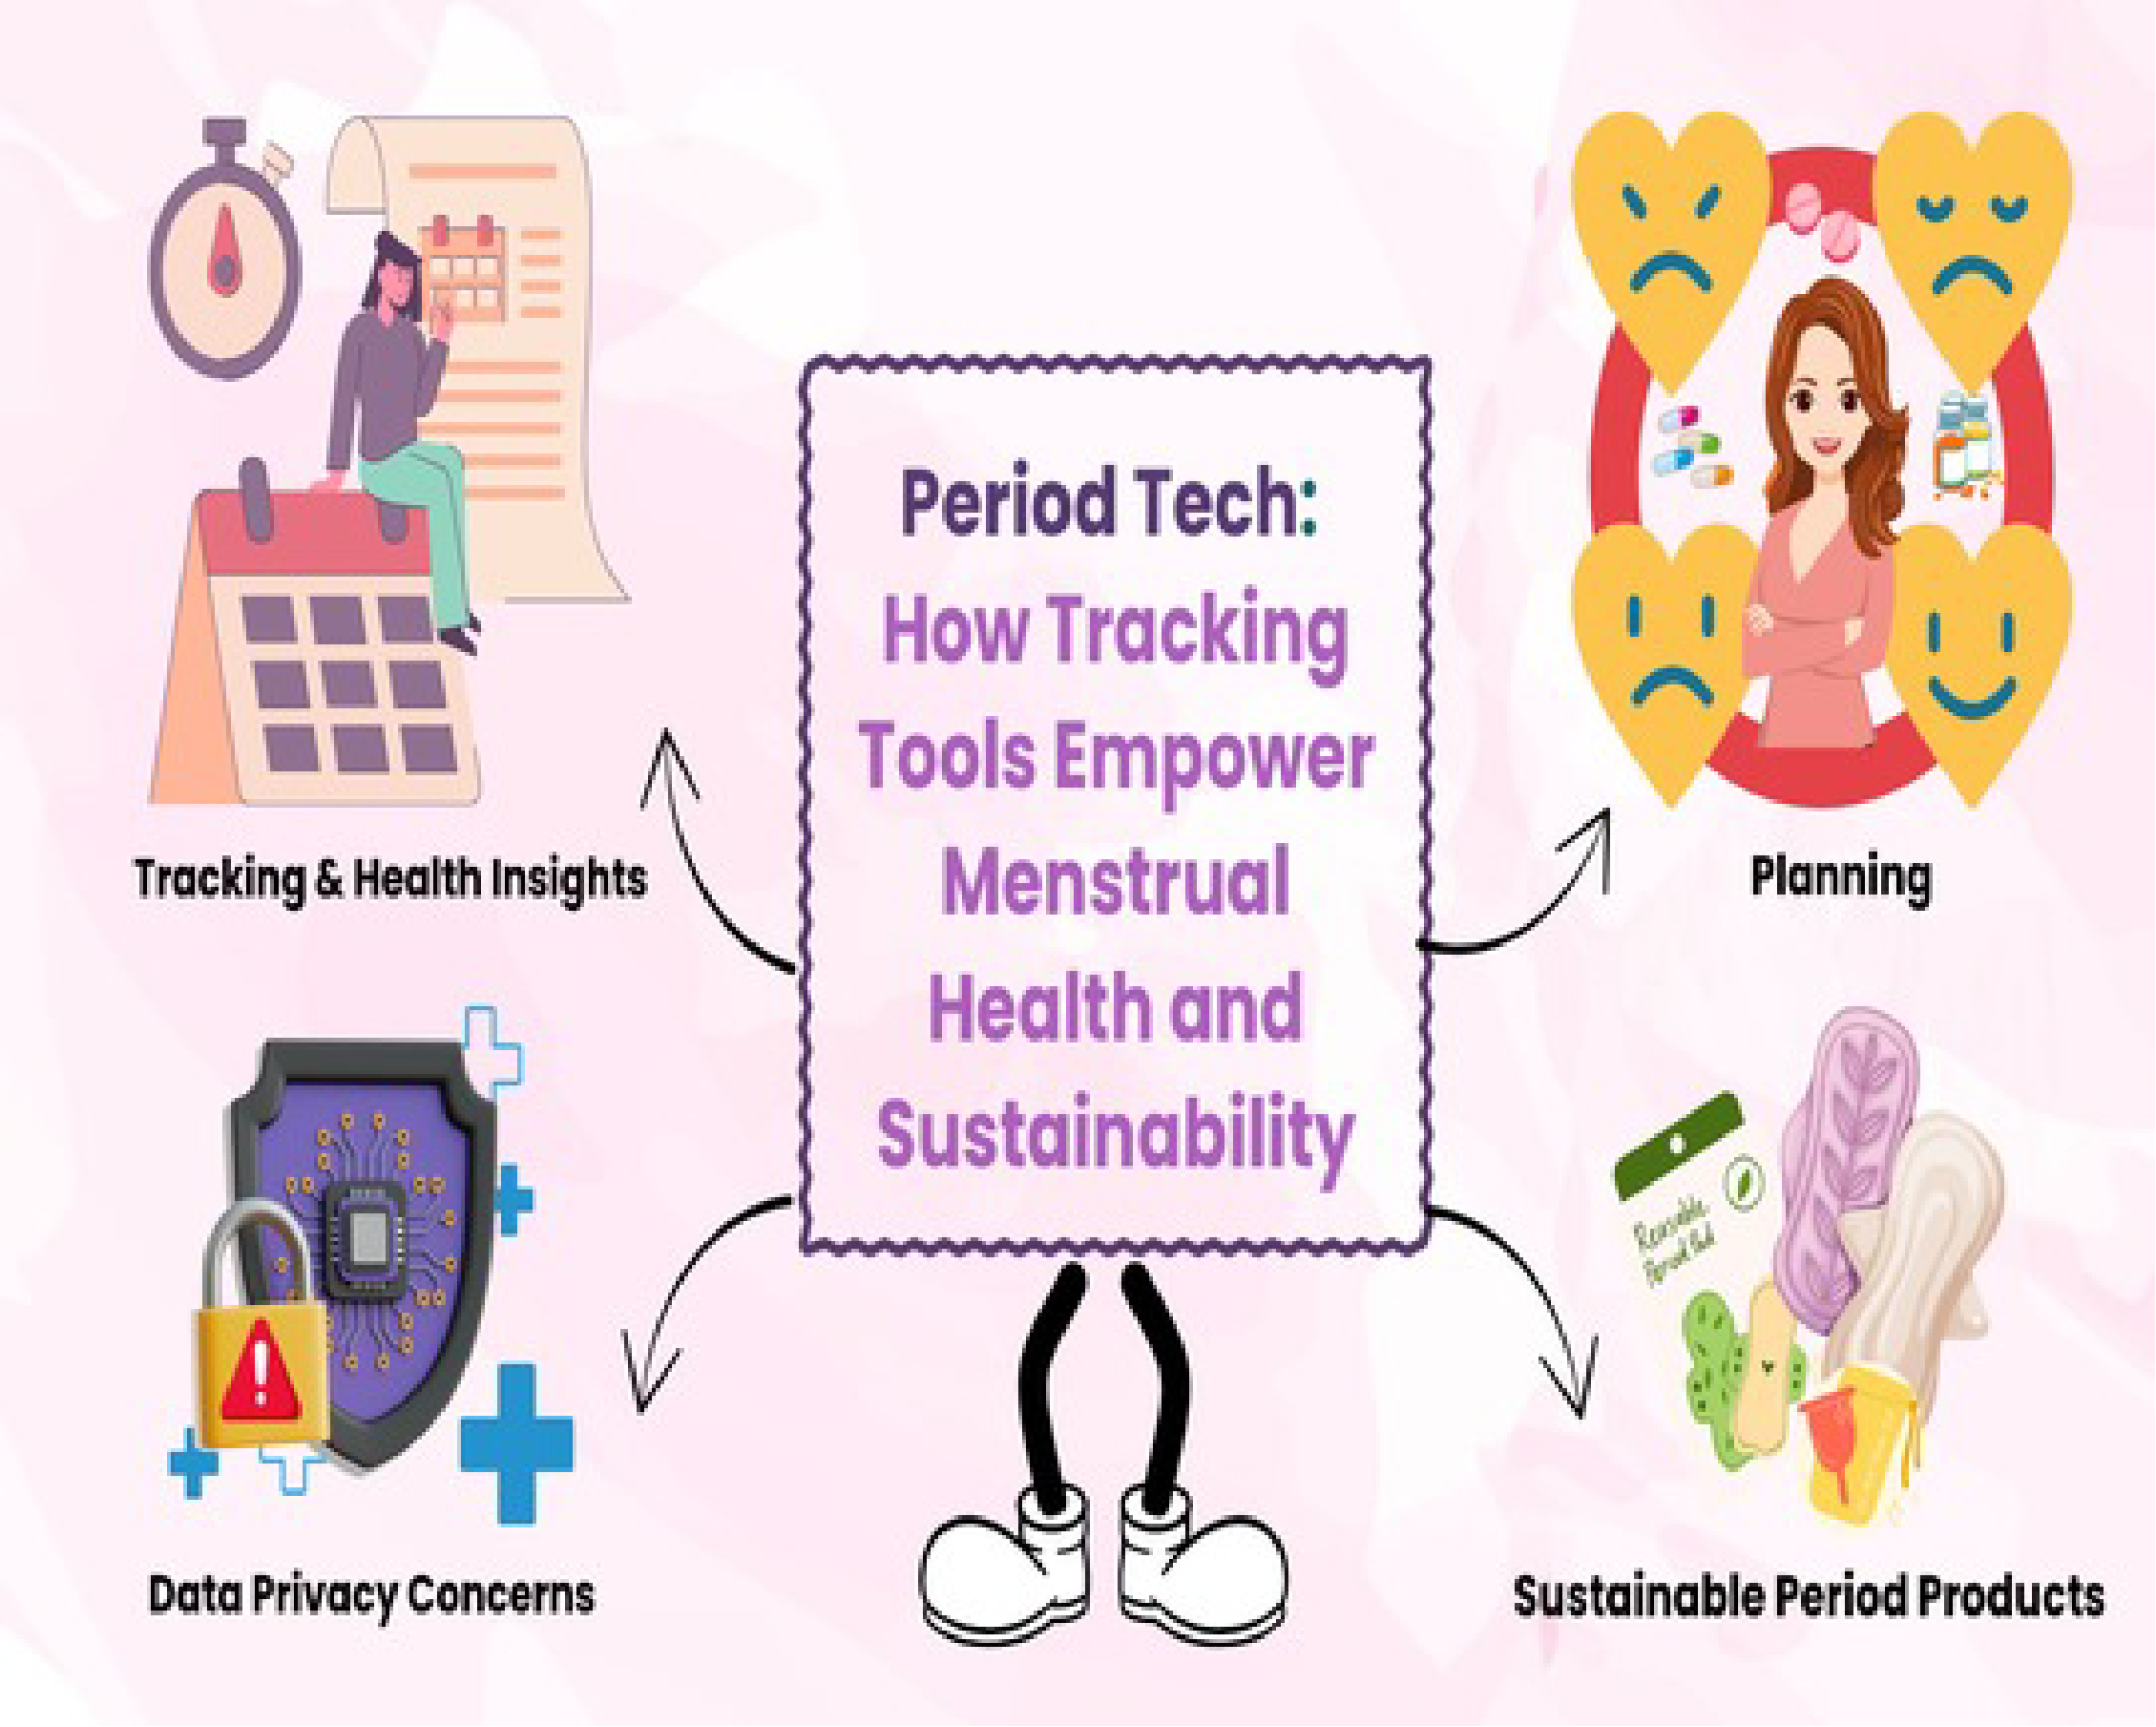 Period Tech:
How Tracking
Tools Empower
Menstrual
Health and
Sustainability
Tracking & Health Insights
Planning
Data Privacy Concerns
Reusable
Period Pad
Sustainable Period Products